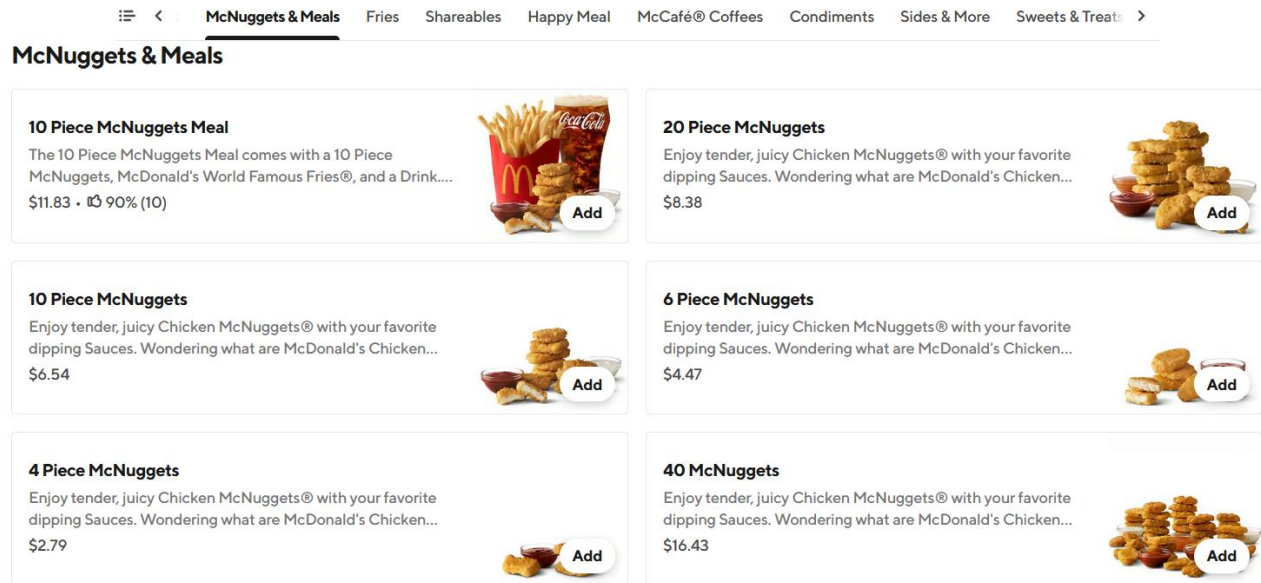 McNuggets & Meals Fries Shareables Happy Meal McCafé® Coffees Condiments Sides & More Sweets & Treats
McNuggets & Meals
10 Piece McNuggets Meal
The 10 Piece McNuggets Meal comes with a 10 Piece
McNuggets, McDonald's World Famous Fries®, and a Drink....
$11.83 • 90% (10)
Coca-Cola
Add
20 Piece McNuggets
Enjoy tender, juicy Chicken McNuggets® with your favorite
dipping Sauces. Wondering what are McDonald's Chicken...
$8.38
Add
10 Piece McNuggets
Enjoy tender, juicy Chicken McNuggets® with your favorite
dipping Sauces. Wondering what are McDonald's Chicken...
$6.54
Add
6 Piece McNuggets
Enjoy tender, juicy Chicken McNuggets® with your favorite
dipping Sauces. Wondering what are McDonald's Chicken...
$4.47
Add
4 Piece McNuggets
Enjoy tender, juicy Chicken McNuggets® with your favorite
dipping Sauces. Wondering what are McDonald's Chicken...
$2.79
Add
40 McNuggets
Enjoy tender, juicy Chicken McNuggets® with your favorite
dipping Sauces. Wondering what are McDonald's Chicken...
$16.43
Add